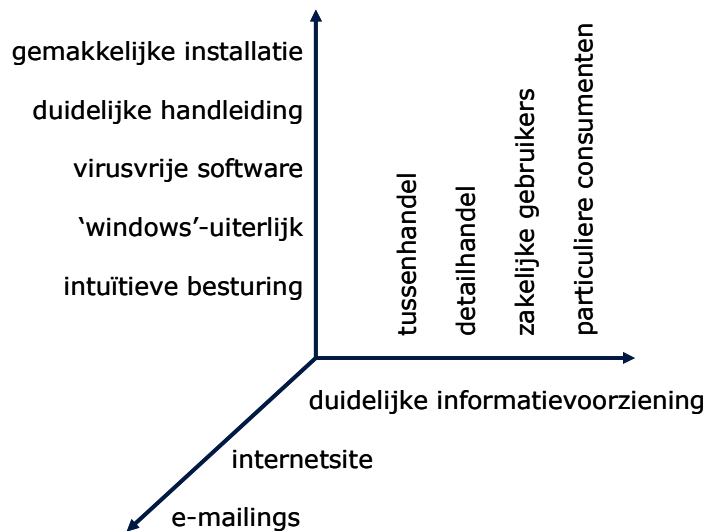 gemakkelijke installatie
duidelijke handleiding
virusvrije software
‘windows’-uiterlijk
intuïtieve besturing
tussenhandel
detailhandel
zakelijke gebruikers
particuliere consumenten
duidelijke informatievoorziening
internetsite
e-mailings